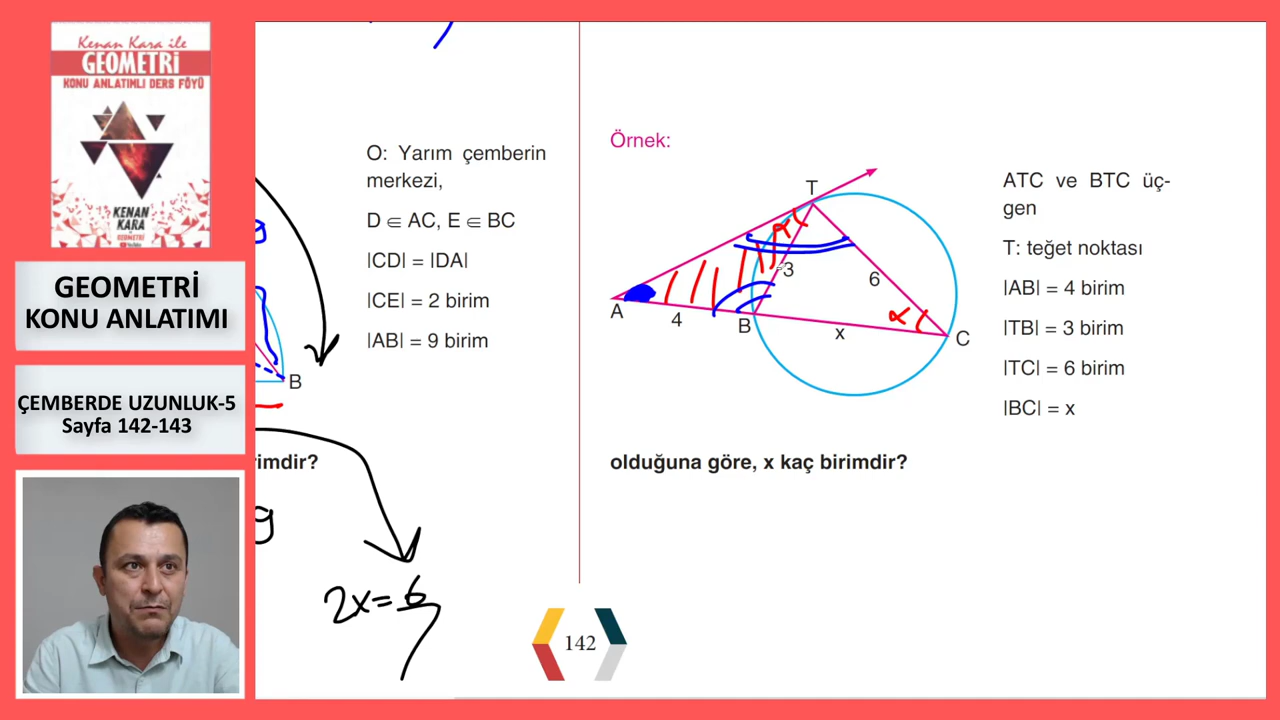 Kenan Kara ile
GEOMETRİ
KONU ANLATIMLI DERS FÖYÜ
KENAN
KARA
GEOMETRİ KONU ANLATIMI
ÇEMBERDE UZUNLUK-5
Sayfa 142-143
O: Yarım çemberin
merkezi,
D ∈ AC, E ∈ BC
|CD| = |DA|
|CE| = 2 birim
|AB| = 9 birim
B
rimdir?
9
2x=6
Örnek:
T
α
3
6
A
4
B
x
α
C
ATC ve BTC üç-
gen
T: teğet noktası
|AB| = 4 birim
|TB| = 3 birim
|TC| = 6 birim
|BC| = x
olduğuna göre, x kaç birimdir?
142